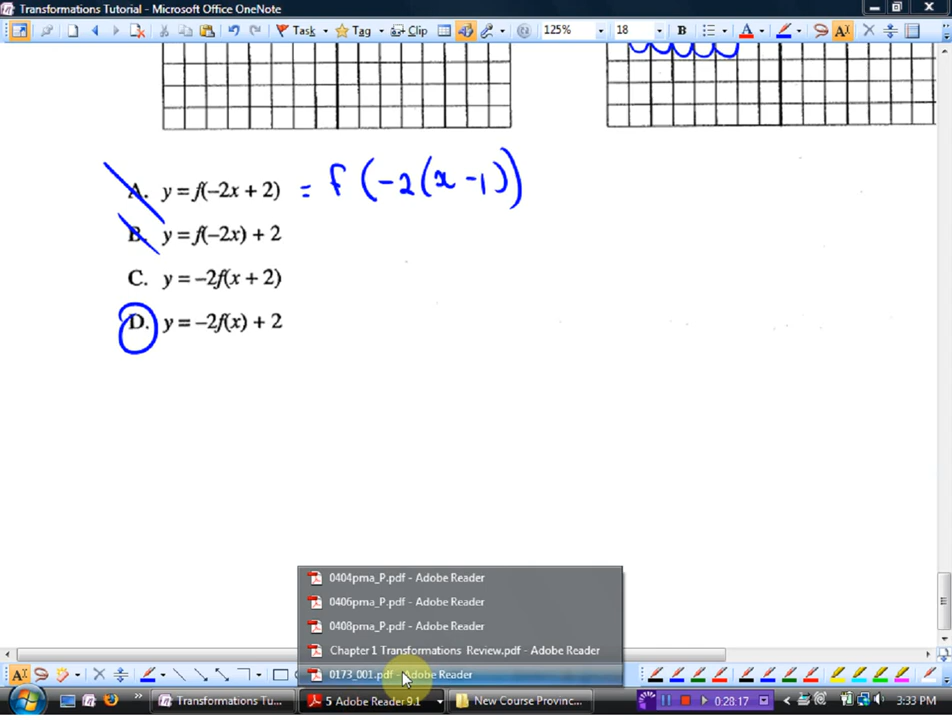 Transformations Tutorial - Microsoft Office OneNote
Task Tag Clip 125% 18 B A
A. y = f(−2x + 2) = f(−2(x −1))
B. y = f(−2x) + 2
C. y = −2f(x + 2)
D. y = −2f(x) + 2
0404pma_P.pdf - Adobe Reader
0406pma_P.pdf - Adobe Reader
0408pma_P.pdf - Adobe Reader
Chapter 1 Transformations Review.pdf - Adobe Reader
0173_001.pdf - Adobe Reader
Transformations Tu... 5 Adobe Reader 9.1 New Course Provinc... 0:28:17 3:33 PM